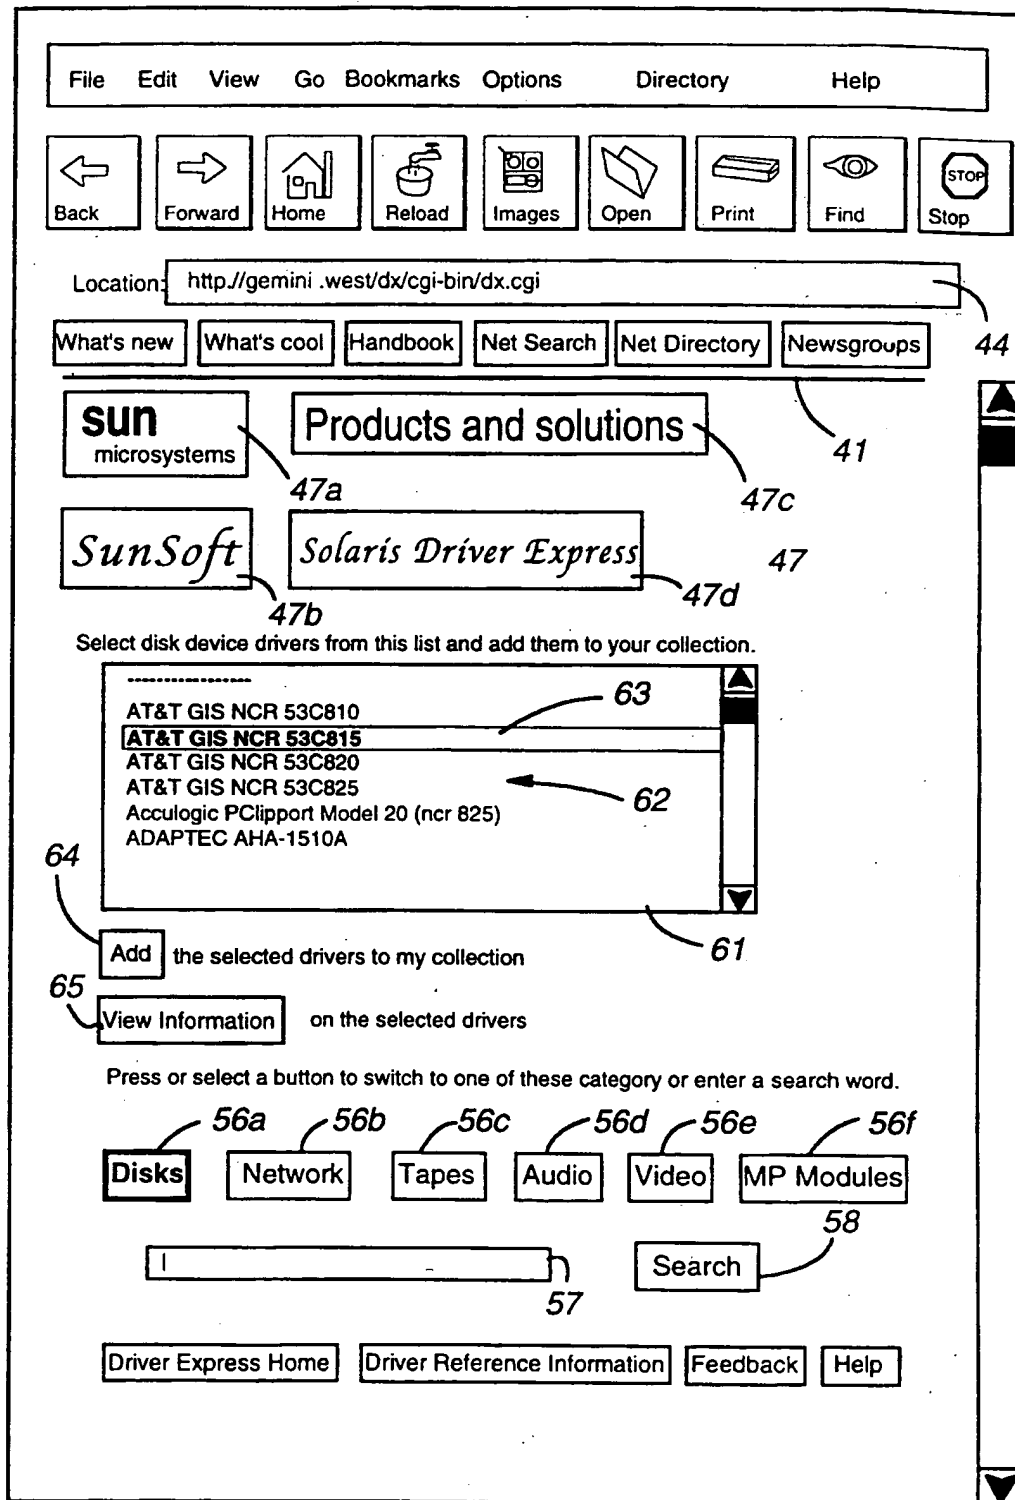 File Edit View Go Bookmarks Options Directory Help
Back Forward Home Reload Images Open Print Find STOP Stop
Location: http.//gemini .west/dx/cgi-bin/dx.cgi
What's new What's cool Handbook Net Search Net Directory Newsgroups 44
sun microsystems Products and solutions 41
47a 47c
SunSoft Solaris Driver Express 47
47b 47d
Select disk device drivers from this list and add them to your collection.
------------------
63
AT&T GIS NCR 53C810
AT&T GIS NCR 53C815
AT&T GIS NCR 53C820
AT&T GIS NCR 53C825
62
Acculogic PClipport Model 20 (ncr 825)
ADAPTEC AHA-1510A
64
61
Add the selected drivers to my collection
65
View Information on the selected drivers
Press or select a button to switch to one of these category or enter a search word.
56a 56b 56c 56d 56e 56f
Disks Network Tapes Audio Video MP Modules
58
Search
57
Driver Express Home Driver Reference Information Feedback Help